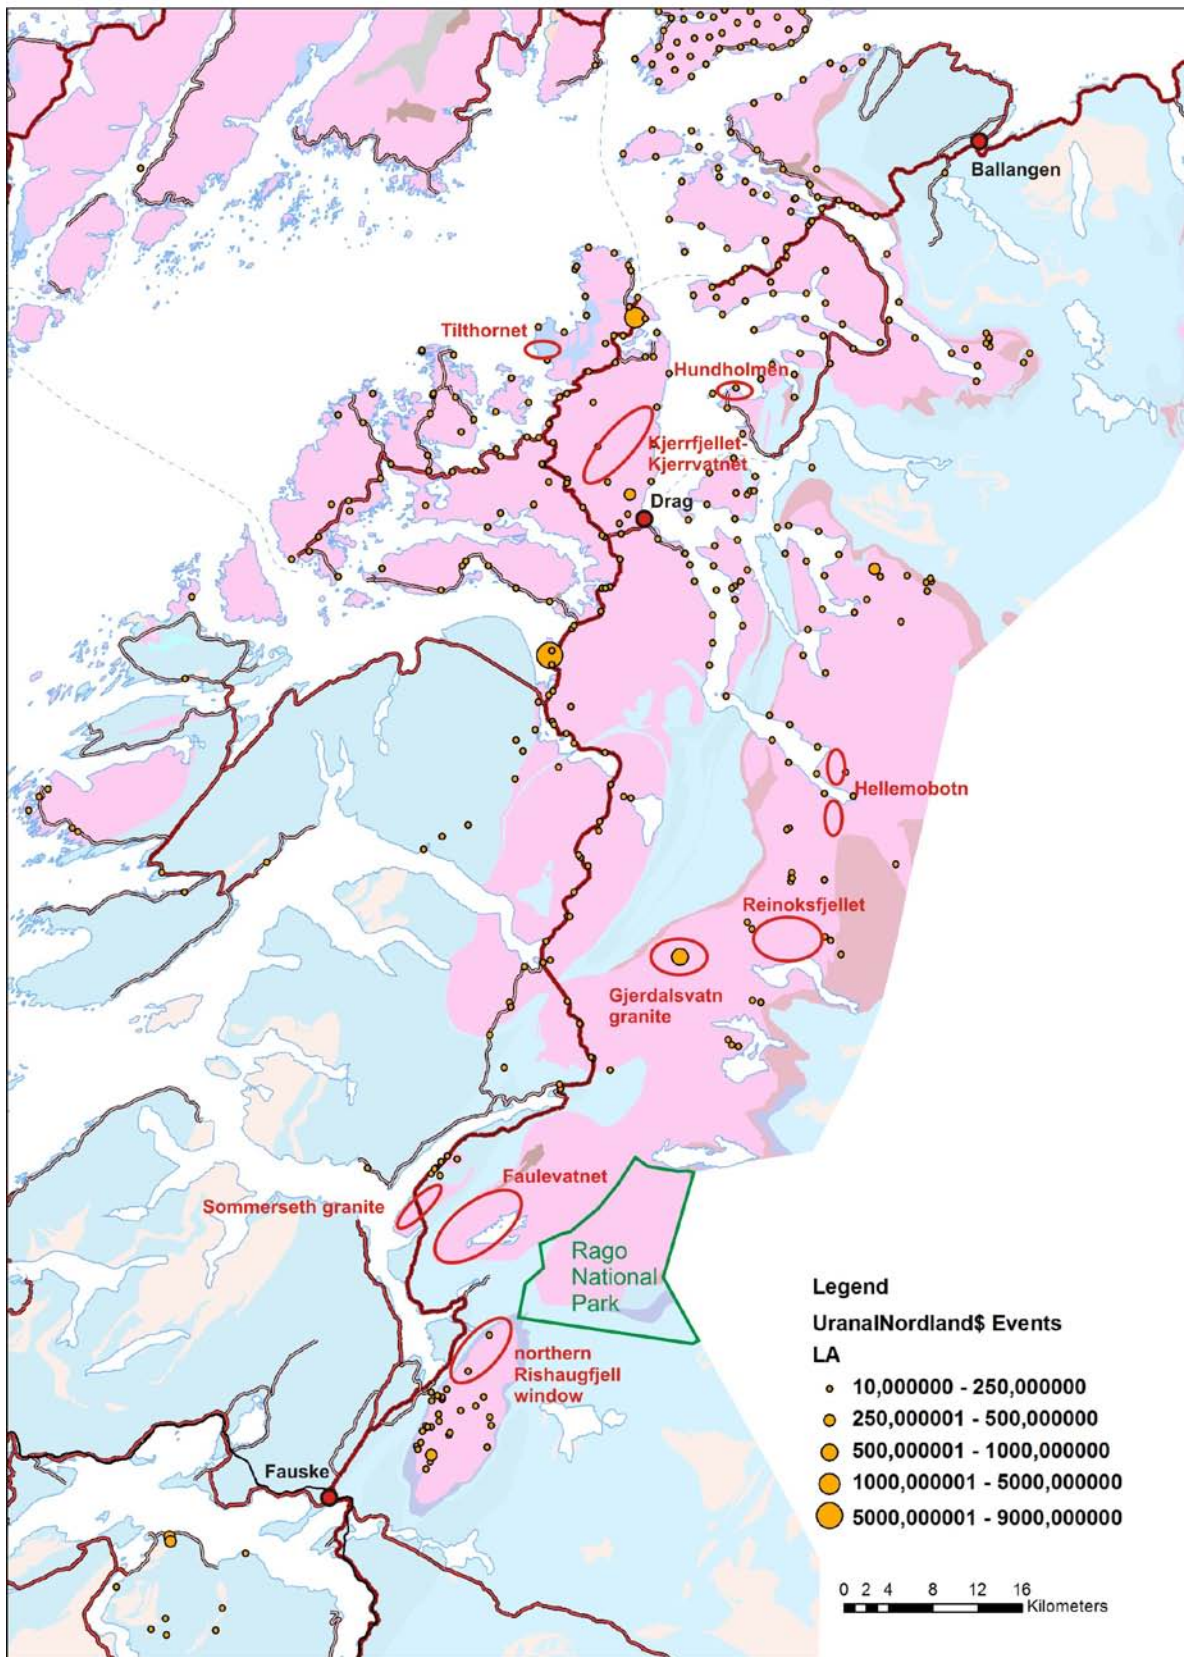 Ballangen
Tilthornet
Hundholmen
Kjerrfjellet-
Kjerrvatnet
Drag
Hellemobotn
Reinoksfjellet
Gjerdalsvatn
granite
Faulevatnet
Sommerseth granite
Rago
National
Park
northern
Rishaugfjell
window
Fauske
Legend
UranalNordland$ Events
LA
10,000000 - 250,000000
250,000001 - 500,000000
500,000001 - 1000,000000
1000,000001 - 5000,000000
5000,000001 - 9000,000000
0 2 4 8 12 16
Kilometers